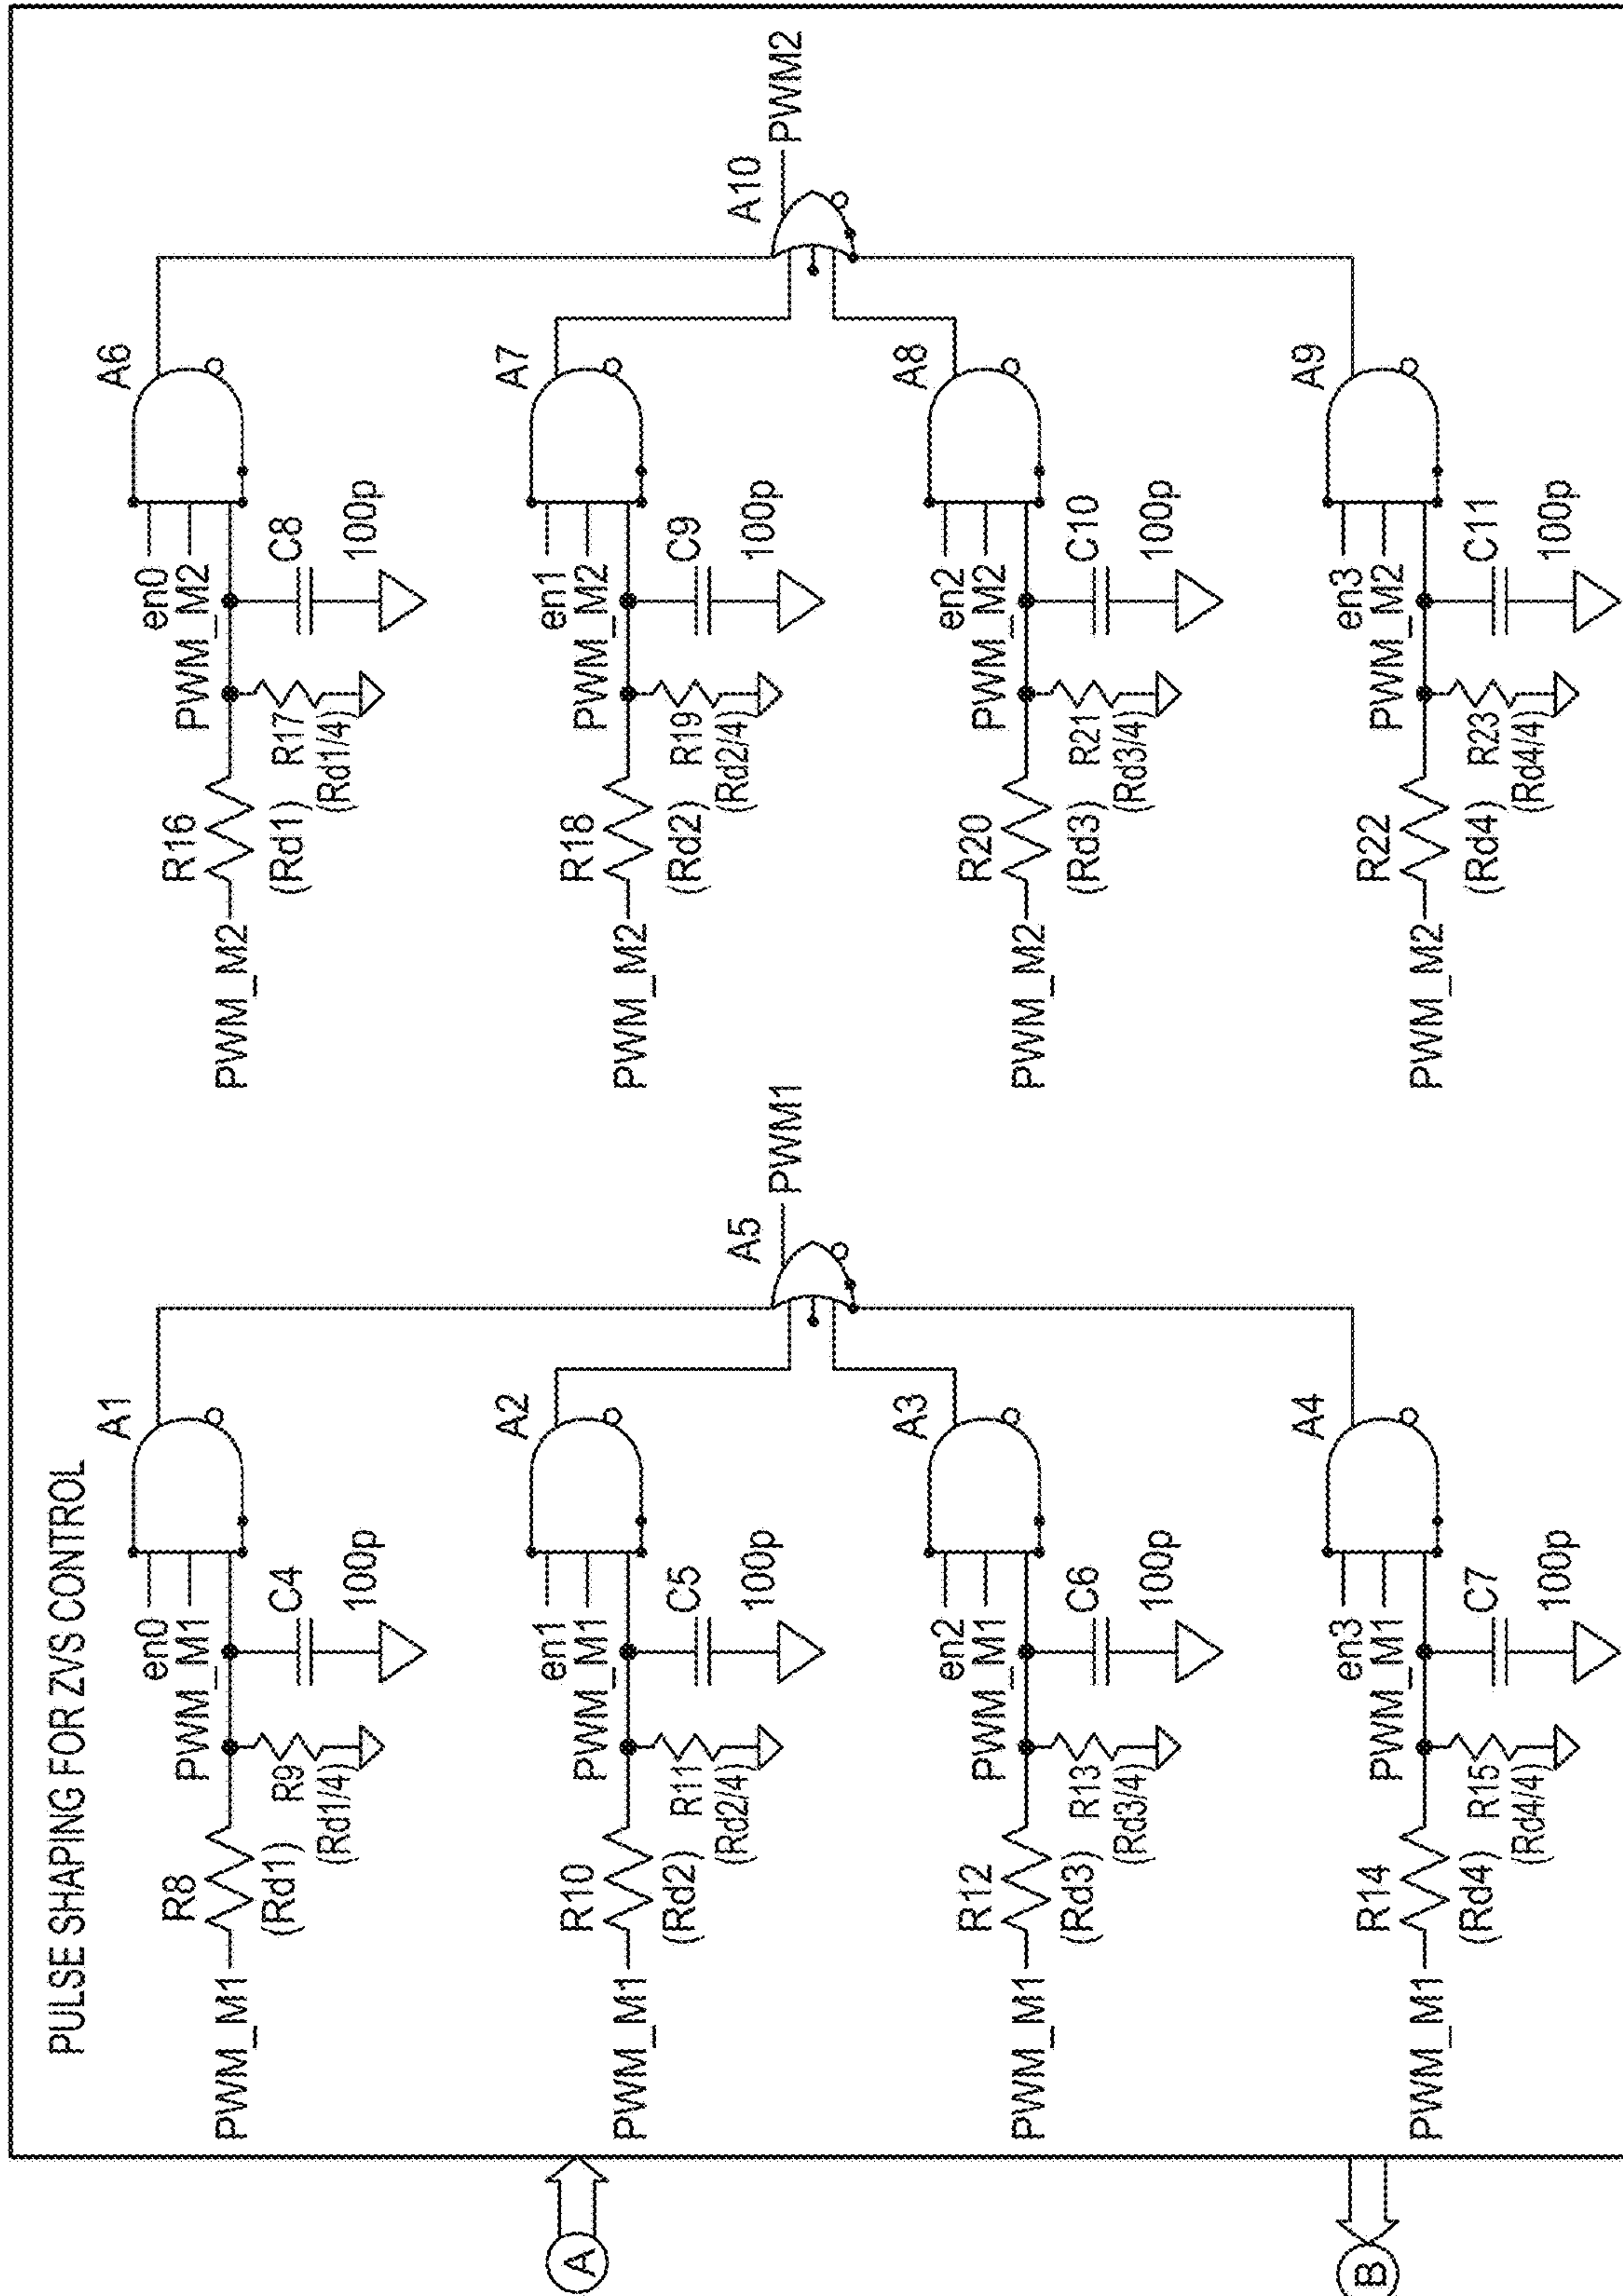 PULSE SHAPING FOR ZVS CONTROL
PWM_M1
R8
(Rd1)
R9
(Rd1/4)
en0
PWM_M1
C4
100p
A1
PWM_M1
R10
(Rd2)
R11
(Rd2/4)
en1
PWM_M1
C5
100p
A2
PWM_M1
R12
(Rd3)
R13
(Rd3/4)
en2
PWM_M1
C6
100p
A3
PWM_M1
R14
(Rd4)
R15
(Rd4/4)
en3
PWM_M1
C7
100p
A4
A5
PWM1
PWM_M2
R16
(Rd1)
R17
(Rd1/4)
en0
PWM_M2
C8
100p
A6
PWM_M2
R18
(Rd2)
R19
(Rd2/4)
en1
PWM_M2
C9
100p
A7
PWM_M2
R20
(Rd3)
R21
(Rd3/4)
en2
PWM_M2
C10
100p
A8
PWM_M2
R22
(Rd4)
R23
(Rd4/4)
en3
PWM_M2
C11
100p
A9
A10
PWM2
A
B